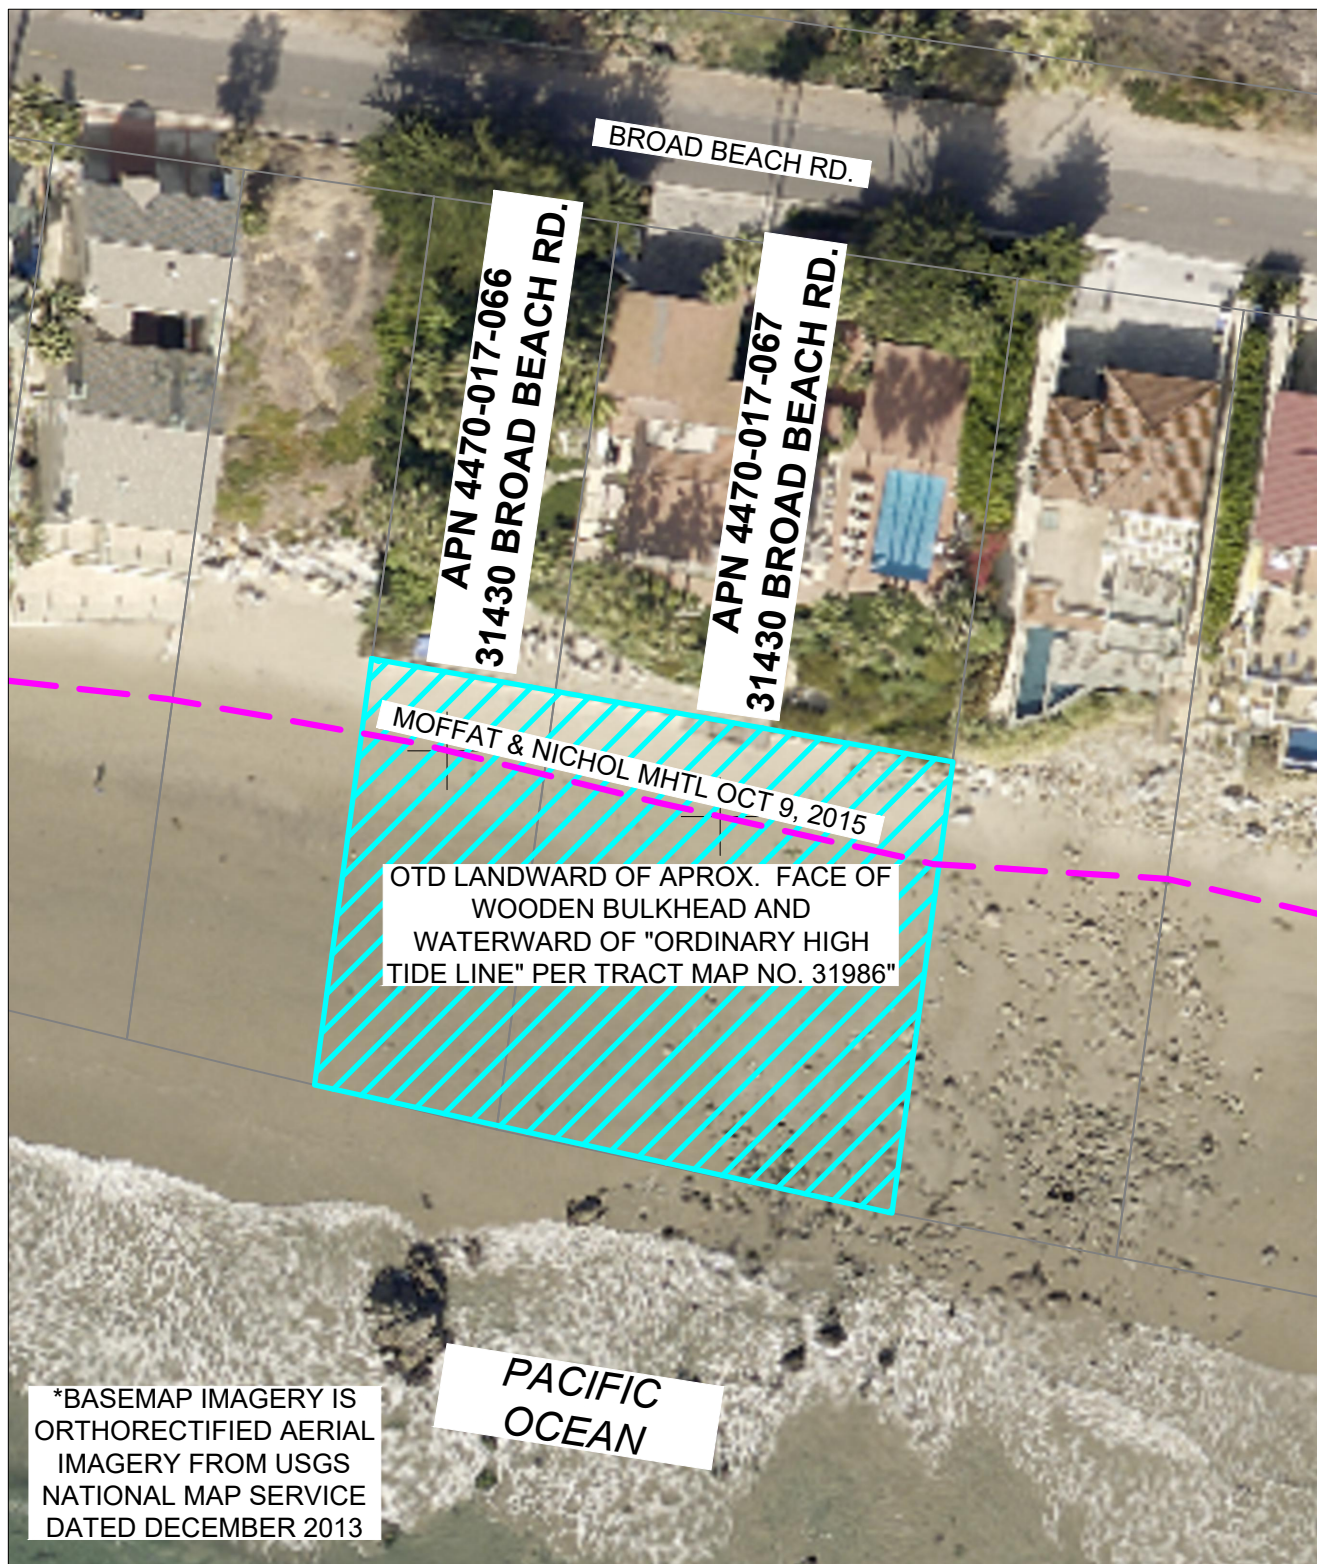 BROAD BEACH RD.
APN 4470-017-066
31430 BROAD BEACH RD.
APN 4470-017-067
31430 BROAD BEACH RD.
MOFFAT & NICHOL MHTL OCT 9, 2015
OTD LANDWARD OF APROX. FACE OF
WOODEN BULKHEAD AND
WATERWARD OF "ORDINARY HIGH
TIDE LINE" PER TRACT MAP NO. 31986"
PACIFIC
OCEAN
*BASEMAP IMAGERY IS
ORTHORECTIFIED AERIAL
IMAGERY FROM USGS
NATIONAL MAP SERVICE
DATED DECEMBER 2013